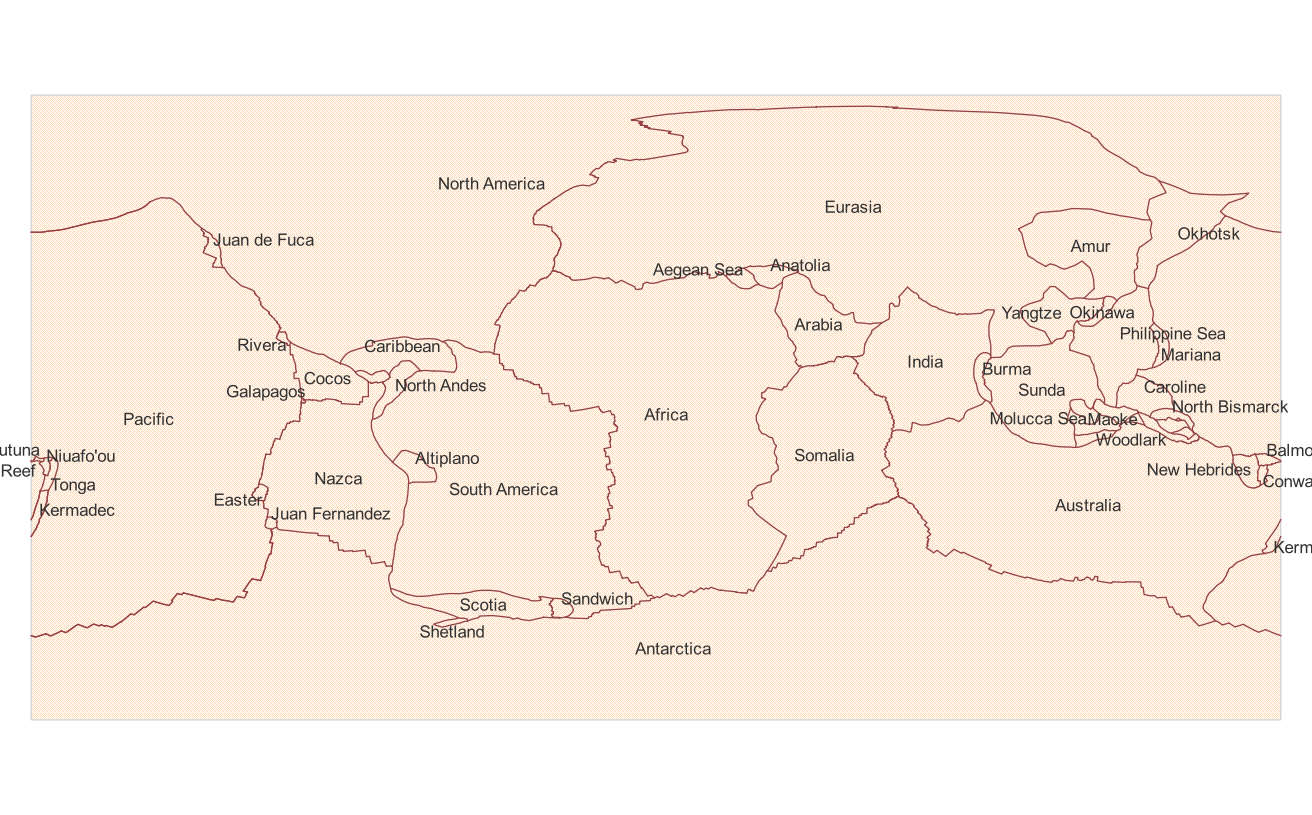 North America
Eurasia
Juan de Fuca
Okhotsk
Amur
Aegean Sea
Anatolia
Yangtze
Okinawa
Arabia
Philippine Sea
Rivera
Caribbean
Mariana
India
Burma
Cocos
North Andes
Galapagos
Sunda
Caroline
North Bismarck
Pacific
Africa
Molucca Sea
Maoke
Woodlark
utuna
Niuafo'ou
Balmo
Altiplano
Somalia
Reef
New Hebrides
Nazca
Tonga
Conwa
South America
Easter
Kermadec
Juan Fernandez
Australia
Kerm
Scotia
Sandwich
Shetland
Antarctica